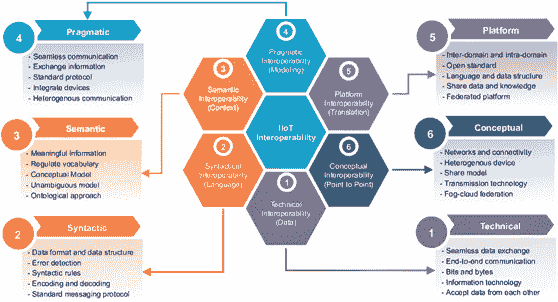 4
Pragmatic
- Seamless communication
- Exchange information
- Standard protocol
- Integrate devices
- Heterogenous communication
3
Semantic
- Meaningful Information
- Regulate vocabulary
- Conceptual Model
- Unambiguous model
- Ontological approach
2
Syntactic
- Data format and data structure
- Error detection
- Syntactic rules
- Encoding and decoding
- Standard messaging protocol
4
Pragmatic
Interoperability
(Modeling)
3
Semantic
Interoperability
(Context)
5
Platform
Interoperability
(Translation)
IIoT
Interoperability
2
Syntactical
Interoperability
(Language)
6
Conceptual
Interoperability
(Point to Point)
1
Technical
Interoperability
(Data)
5
Platform
- Inter-domain and intra-domain
- Open standard
- Language and data structure
- Share data and knowledge
- Federated platform
6
Conceptual
- Networks and connectivity
- Heterogenous device
- Share model
- Transmission technology
- Fog-cloud federation
1
Technical
- Seamless data exchange
- End-to-end communication
- Bits and bytes
- Information technology
- Accept data from each other